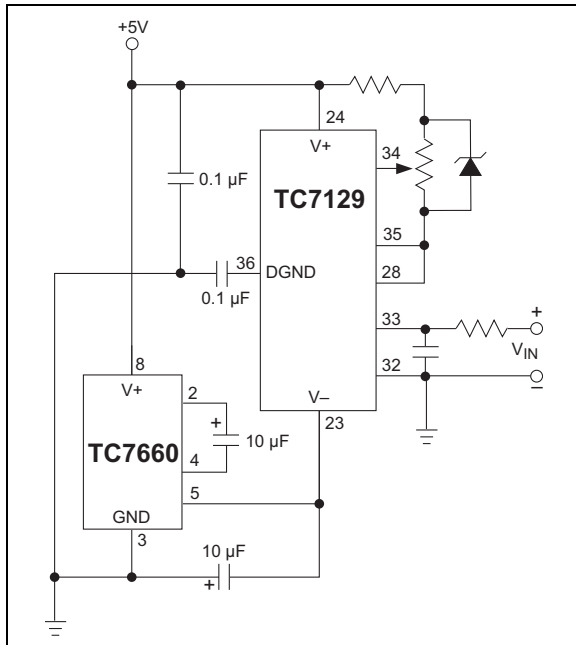 +5V
24
V+
34
0.1 µF
TC7129
35
36
DGND
28
0.1 µF
33
+
VIN
8
32
V+
–
2
V–
+
23
10 µF
TC7660
4
5
GND
3
10 µF
+